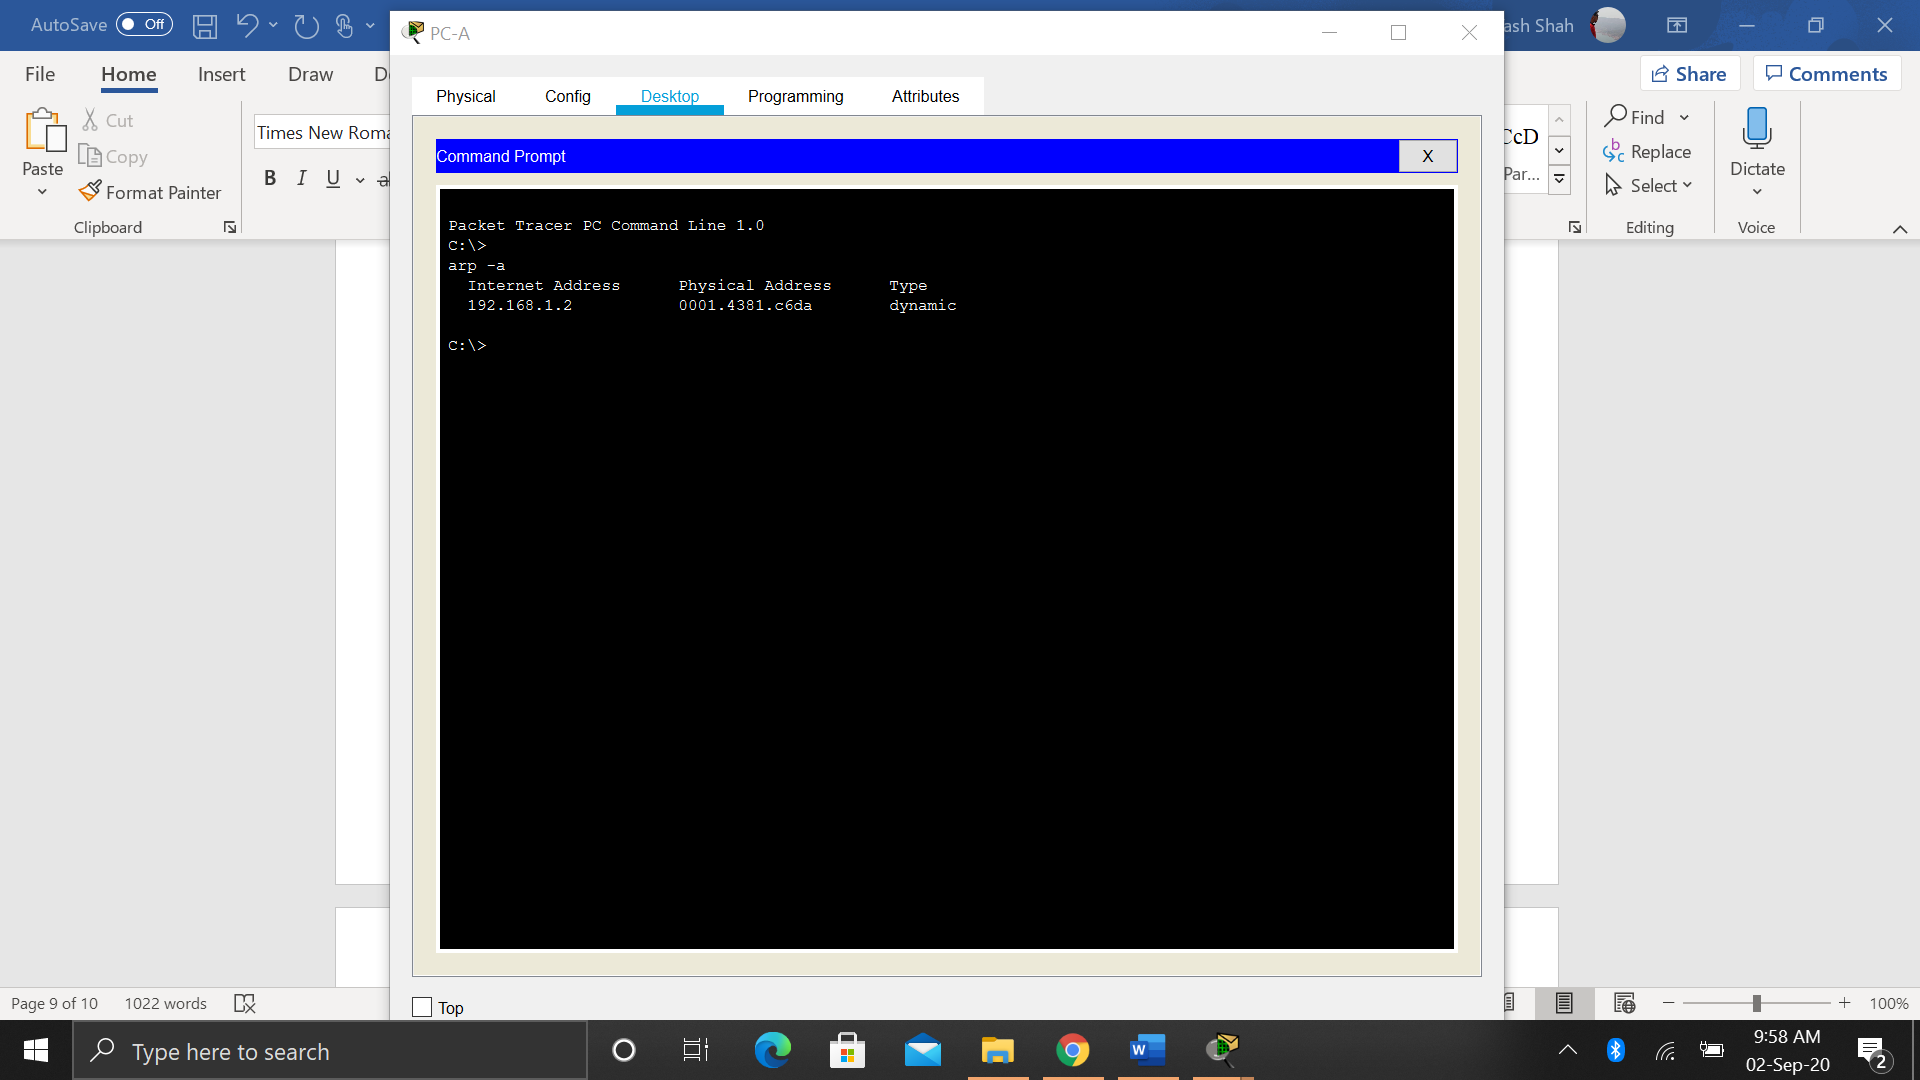 AutoSave Off
PC-A
ash Shah
File Home Insert Draw
Share Comments
Physical Config Desktop Programming Attributes
Cut
Copy
Format Painter
Paste
Clipboard
Times New Roma
B I U ab
CcD
Par...
Find
Replace
Select
Editing
Dictate
Voice
Command Prompt X
Packet Tracer PC Command Line 1.0
C:\>
arp -a
Internet Address Physical Address Type
192.168.1.2 0001.4381.c6da dynamic
C:\>
Top
Page 9 of 10 1022 words
100%
Type here to search
W
9:58 AM
02-Sep-20
2